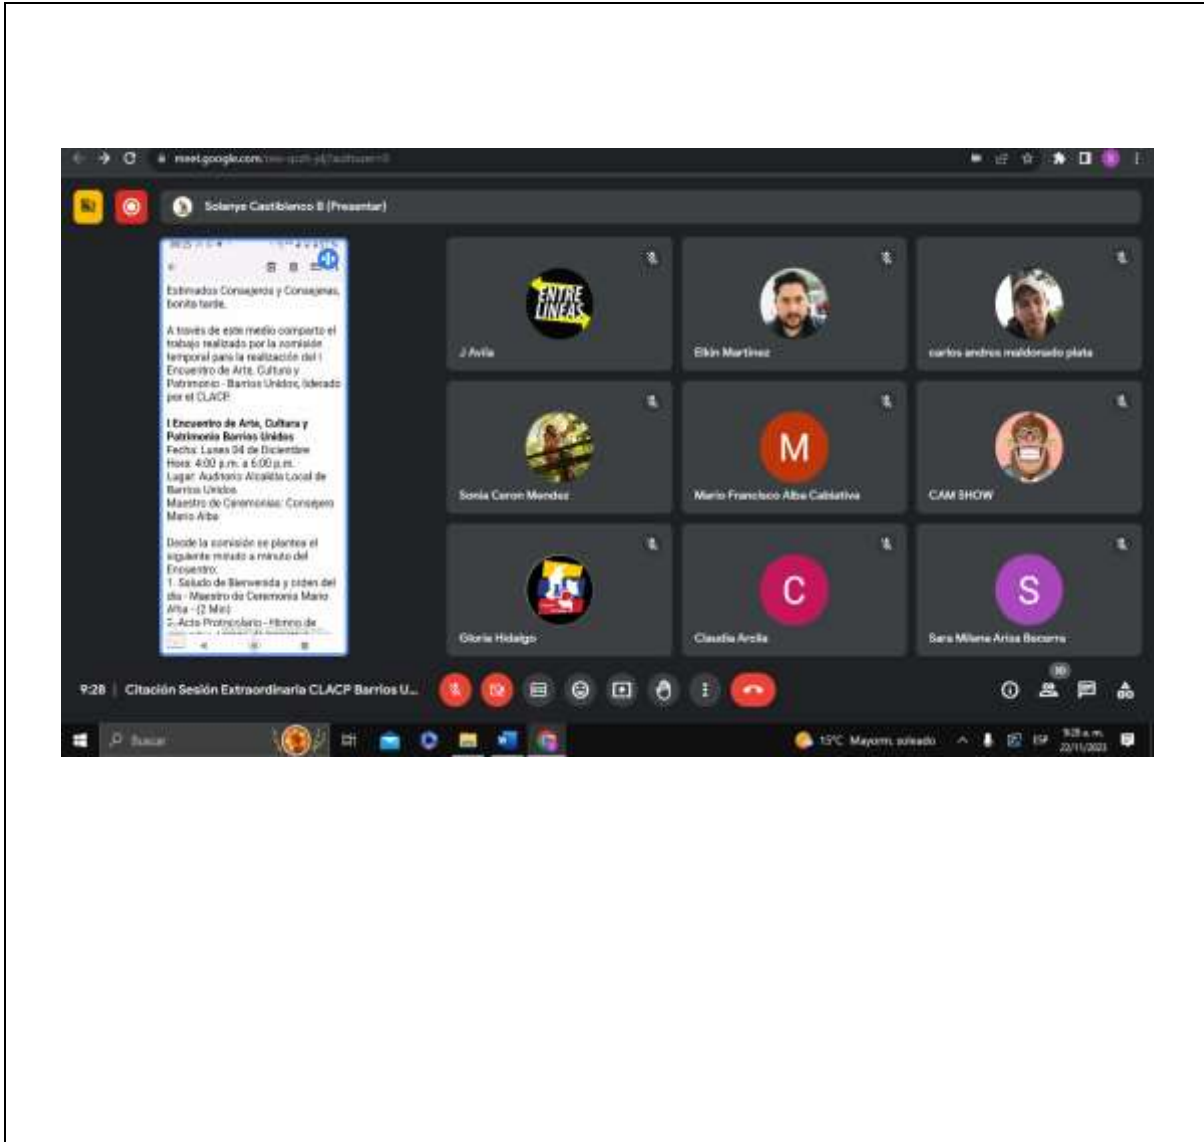 meet.google.com
Solanye Castiblanco B (Presentar)
Estimados Consejeros y Consejeras,
bonita tarde,
A través de este medio comparto el
trabajo realizado por la comisión
temporal para la realización del I
Encuentro de Arte, Cultura y
Patrimonio - Barrios Unidos, liderado
por el CLACP.
I Encuentro de Arte, Cultura y
Patrimonio Barrios Unidos
Fecha: Lunes 04 de Diciembre
Hora: 4:00 p.m. a 6:00 p.m.
Lugar: Auditorio Alcaldía Local de
Barrios Unidos
Maestro de Ceremonias: Consejero
Mario Alba
Desde la comisión se plantea el
siguiente minuto a minuto del
Encuentro:
1. Saludo de Bienvenida y orden del
día - Maestro de Ceremonia Mario
Alba - (2 Min)
2. Acto Protocolario - Himno de
ENTRE
LINEAS
J Avila
Elkin Martinez
carlos andres maldonado plata
Sonia Ceron Mendez
M
Mario Francisco Alba Cabiativa
CAM SHOW
Gloria Hidalgo
C
Claudia Arcila
S
Sara Milena Ariza Becerra
9:28 | Citación Sesión Extraordinaria CLACP Barrios U...
10
Buscar
15°C Mayorm. soleado
ESP
9:28 a. m.
22/11/2023